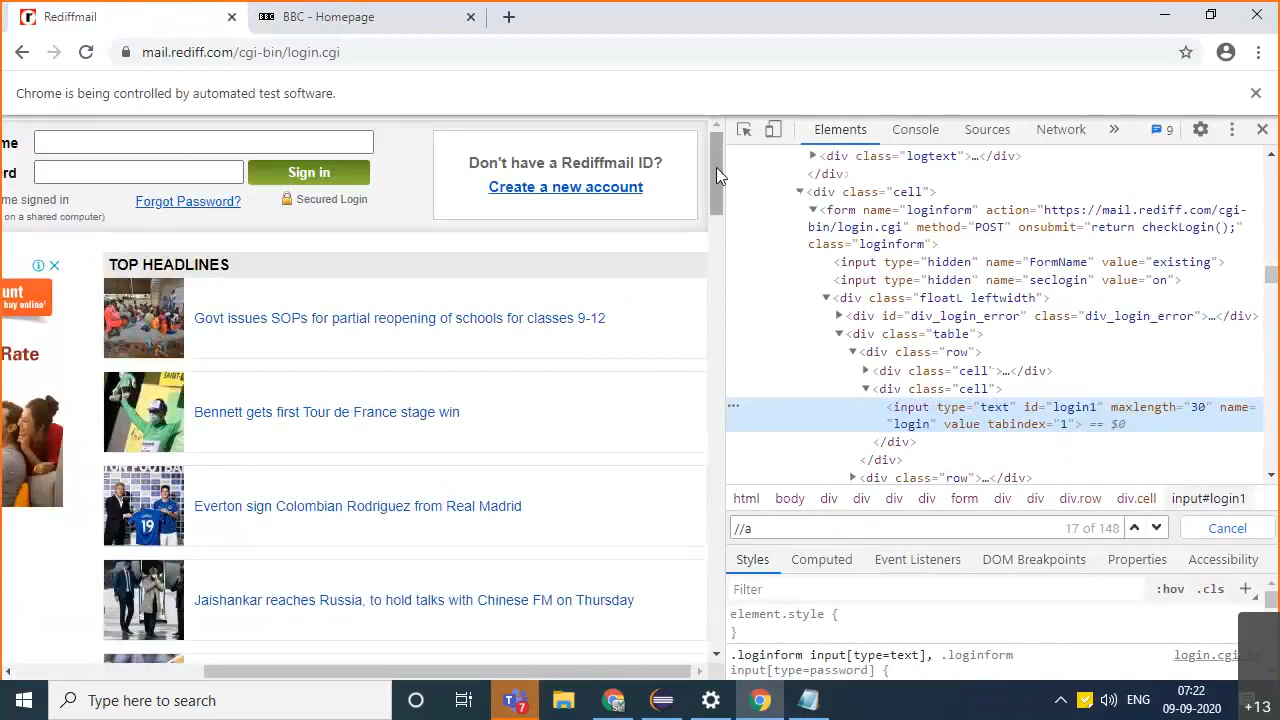 Rediffmail
BBC - Homepage
mail.rediff.com/cgi-bin/login.cgi
Chrome is being controlled by automated test software.
me
rd
Sign in
me signed in
on a shared computer)
Forgot Password?
Secured Login
Don't have a Rediffmail ID?
Create a new account
unt
buy online'
Rate
TOP HEADLINES
Govt issues SOPs for partial reopening of schools for classes 9-12
Bennett gets first Tour de France stage win
Everton sign Colombian Rodriguez from Real Madrid
19
Jaishankar reaches Russia, to hold talks with Chinese FM on Thursday
Elements
Console
Sources
Network
9
<div class="logtext">…</div>
</div>
<div class="cell">
<form name="loginform" action="https://mail.rediff.com/cgi-
bin/login.cgi" method="POST" onsubmit="return checkLogin();"
class="loginform">
<input type="hidden" name="FormName" value="existing">
<input type="hidden" name="seclogin" value="on">
<div class="floatL leftwidth">
<div id="div_login_error" class="div_login_error">…</div>
<div class="table">
<div class="row">
<div class="cell">…</div>
<div class="cell">
<input type="text" id="login1" maxlength="30" name=
"login" value tabindex="1"> == $0
</div>
</div>
<div class="row">…</div>
html body div div div div form div div div.row div.cell input#login1
//a
17 of 148
Cancel
Styles
Computed
Event Listeners
DOM Breakpoints
Properties
Accessibility
Filter
:hov
.cls
element.style {
}
.loginform input[type=text], .loginform
input[type=password] {
login.cgi
Type here to search
7
ENG
07:22
09-09-2020
+13